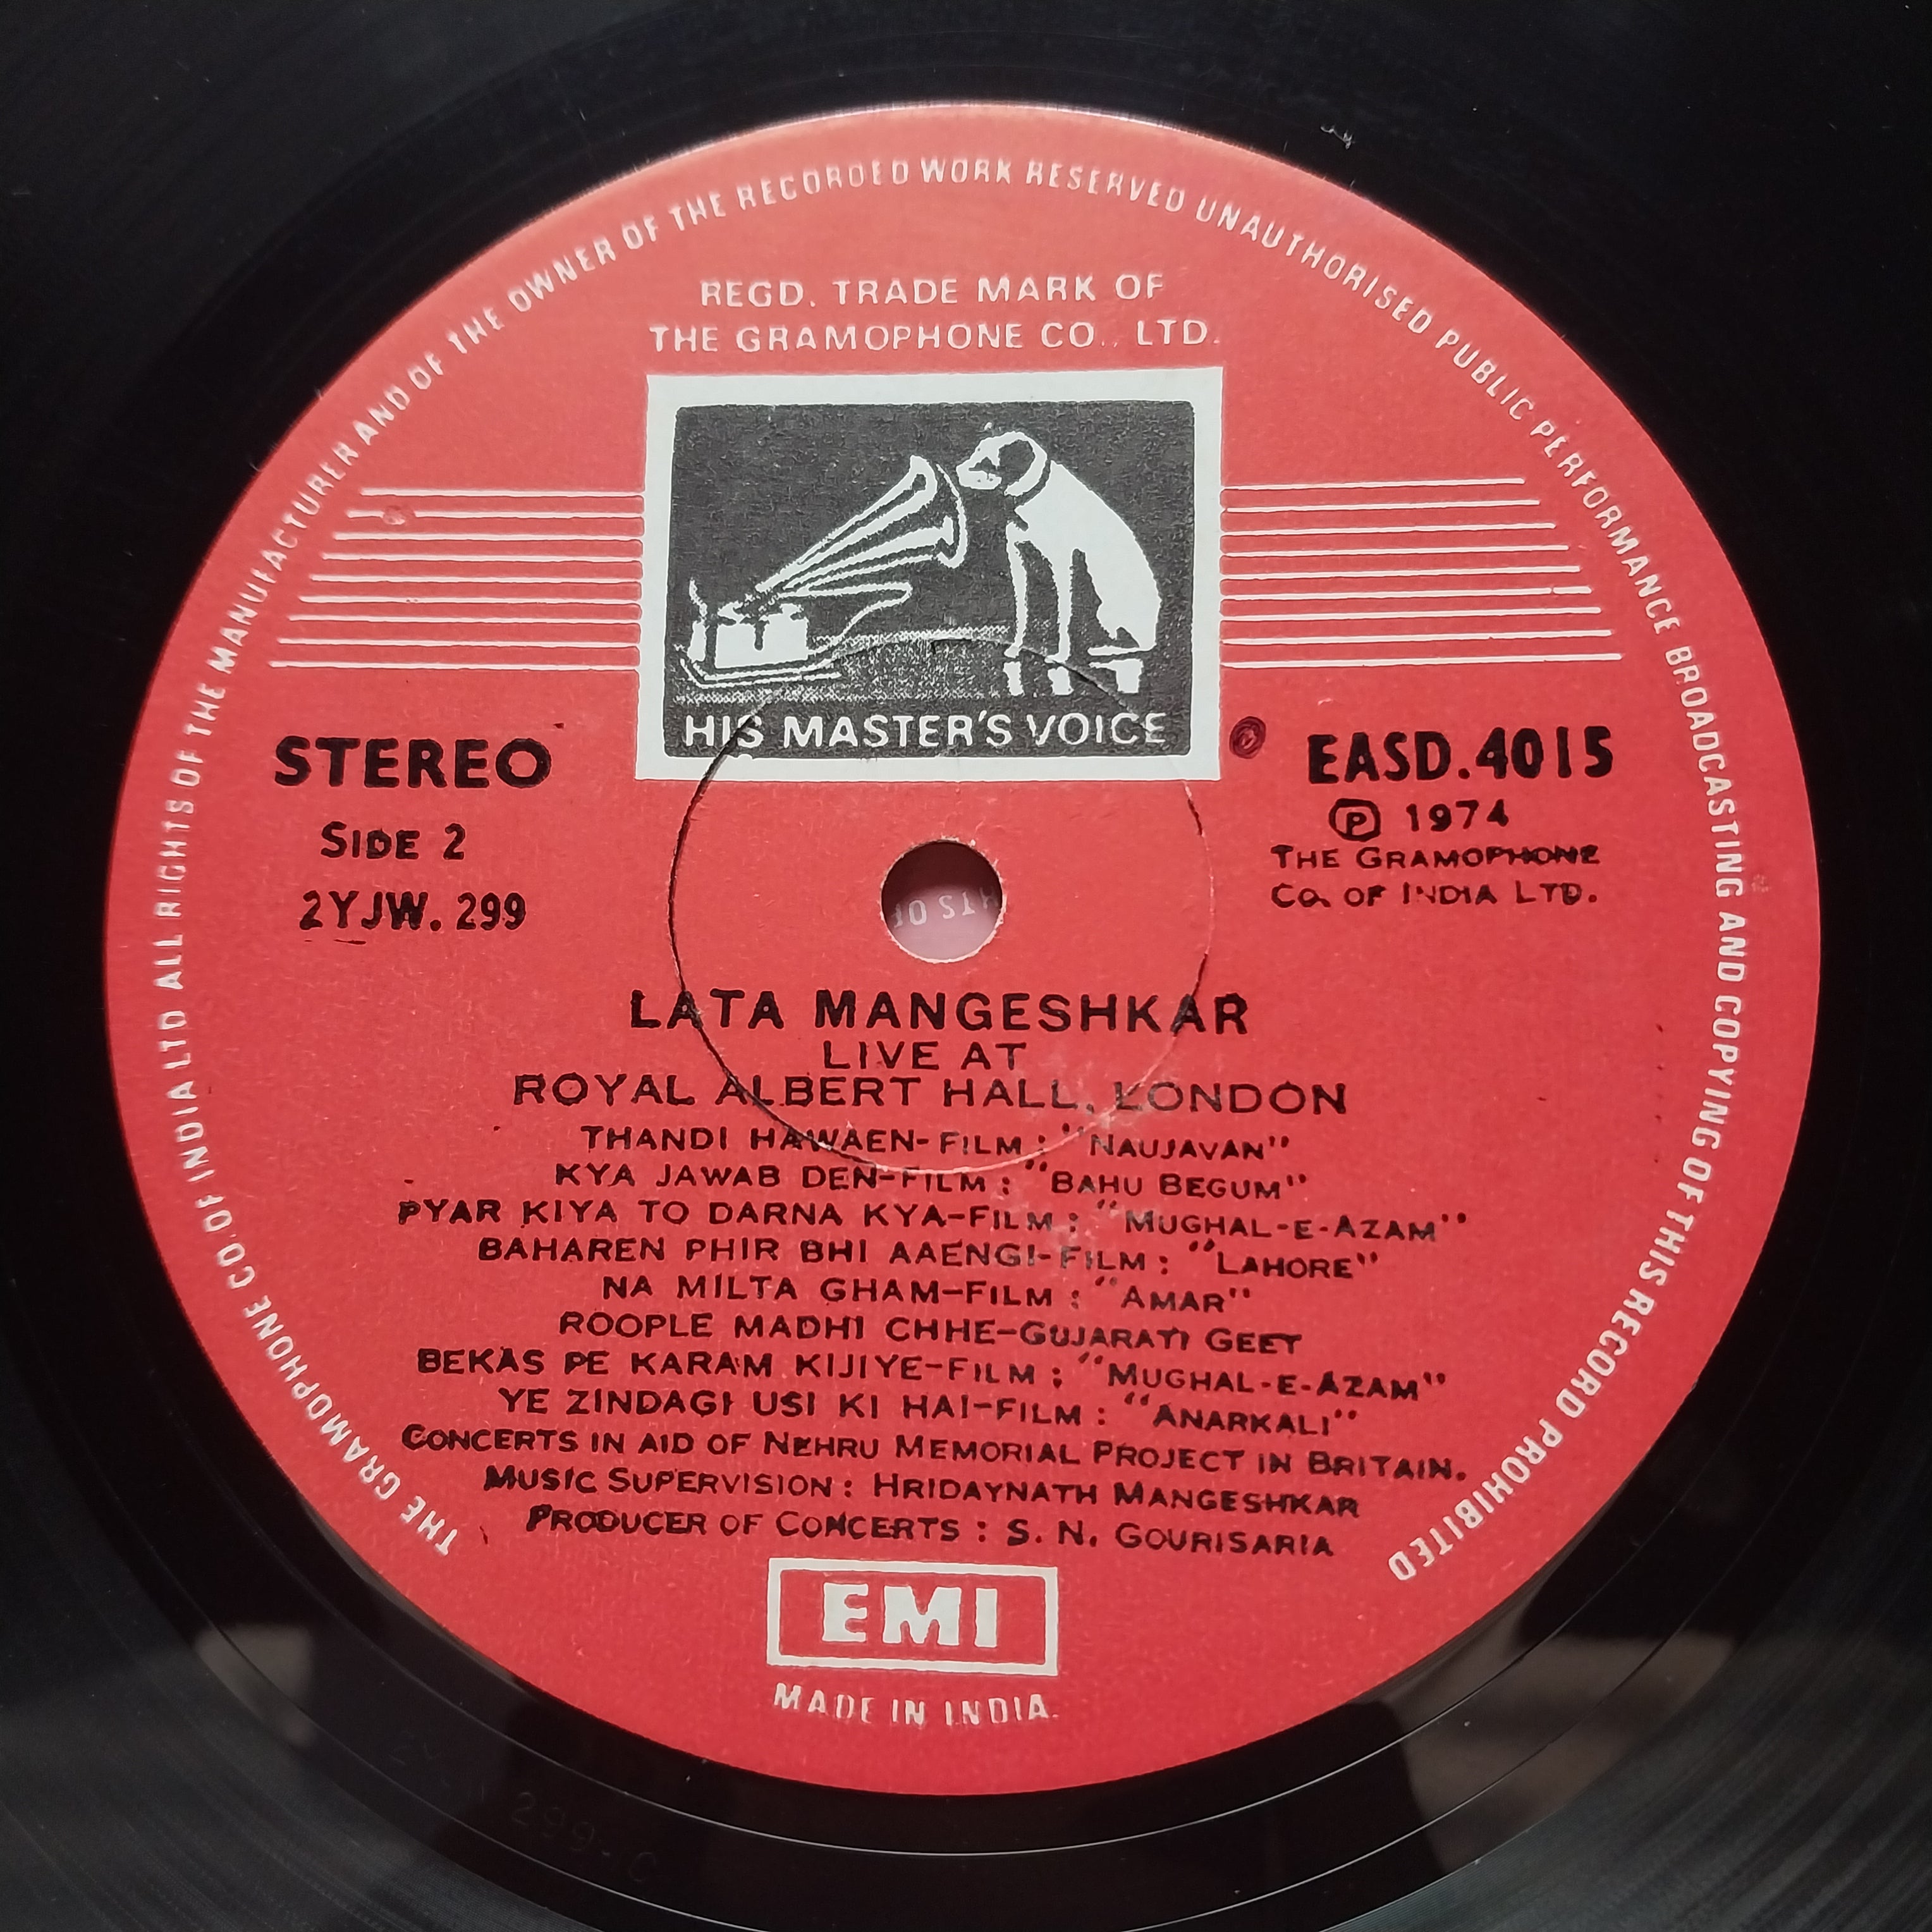 THE GRAMOPHONE CO. OF INDIA LTD ALL RIGHTS OF THE MANUFACTURER AND OF THE OWNER OF THE RECORDED WORK RESERVED UNAUTHORISED PUBLIC PERFORMANCE BROADCASTING AND COPYING OF THIS RECORD PROHIBITED
REGD. TRADE MARK OF
THE GRAMOPHONE CO., LTD.
HIS MASTER'S VOICE
STEREO
SIDE 2
2YJW. 299
EASD.4015
Ⓟ 1974
THE GRAMOPHONE
CO. OF INDIA LTD.
LATA MANGESHKAR
LIVE AT
ROYAL ALBERT HALL, LONDON
THANDI HAWAEN-FILM : "NAUJAVAN"
KYA JAWAB DEN-FILM : "BAHU BEGUM"
PYAR KIYA TO DARNA KYA-FILM : "MUGHAL-E-AZAM"
BAHAREN PHIR BHI AAENGI-FILM : "LAHORE"
NA MILTA GHAM-FILM : "AMAR"
ROOPLE MADHI CHHE-GUJARATI GEET
BEKAS PE KARAM KIJIYE-FILM : "MUGHAL-E-AZAM"
YE ZINDAGI USI KI HAI-FILM : "ANARKALI"
CONCERTS IN AID OF NEHRU MEMORIAL PROJECT IN BRITAIN.
MUSIC SUPERVISION : HRIDAYNATH MANGESHKAR
PRODUCER OF CONCERTS : S. N. GOURISARIA
EMI
MADE IN INDIA.